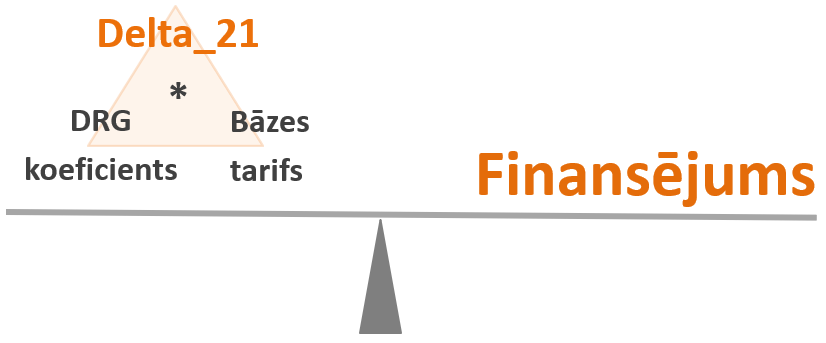 Delta_21
*
DRG
koeficients
Bāzes
tarifs
Finansējums